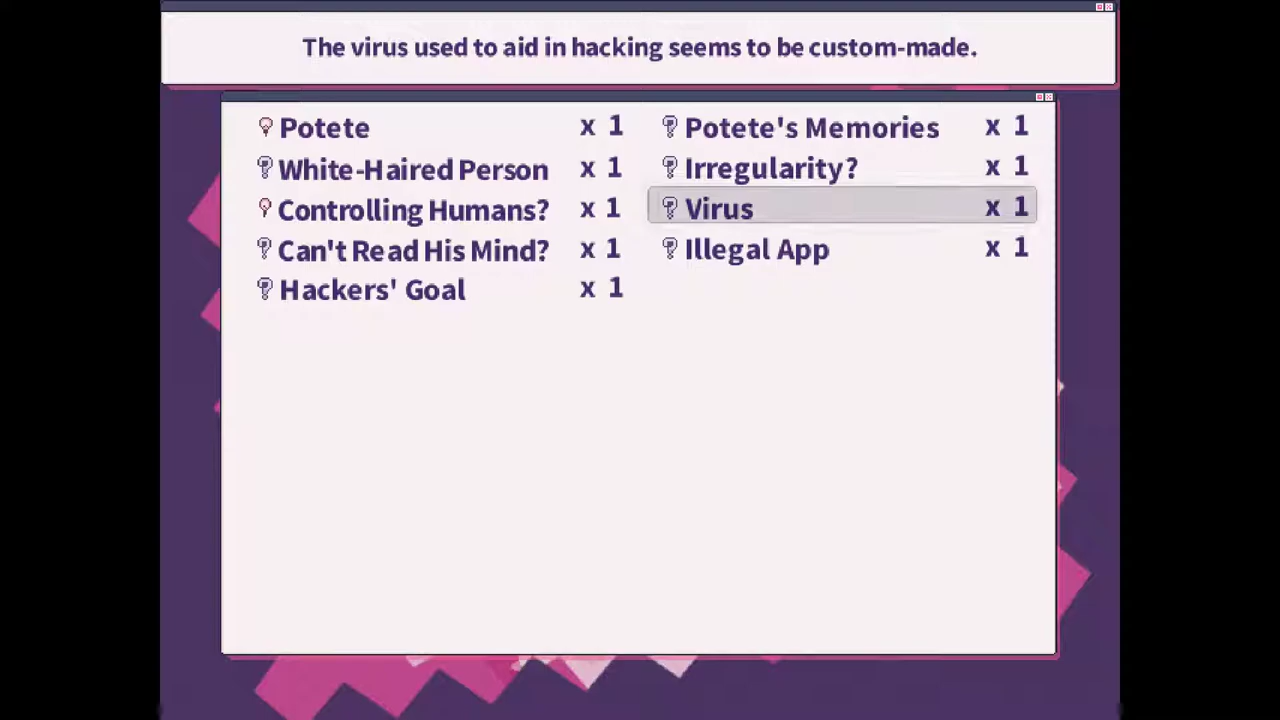 The virus used to aid in hacking seems to be custom-made.
Potete x 1 Potete's Memories x 1
White-Haired Person x 1 Irregularity? x 1
Controlling Humans? x 1 Virus x 1
Can't Read His Mind? x 1 Illegal App x 1
Hackers' Goal x 1